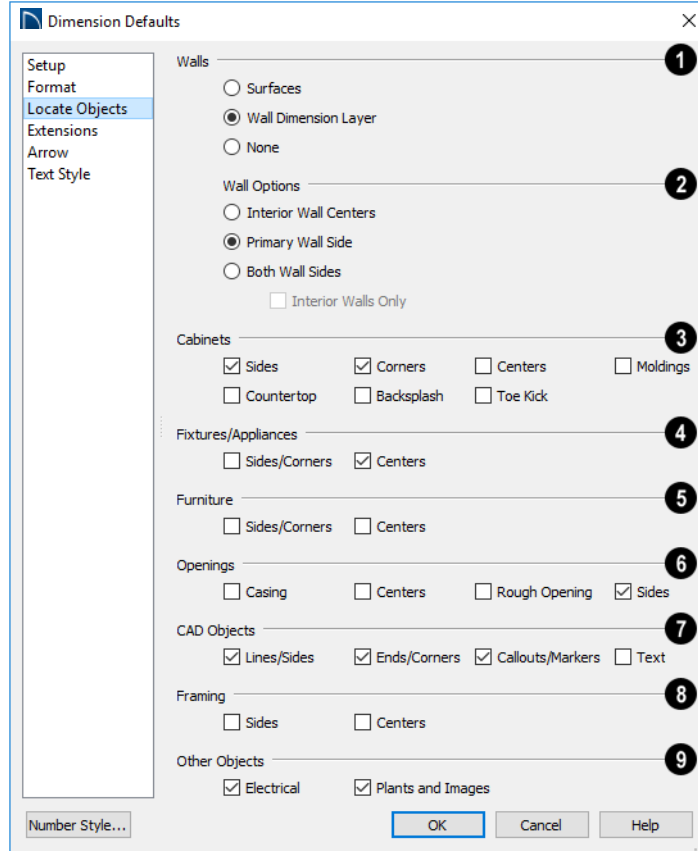 Dimension Defaults
Setup
Format
Locate Objects
Extensions
Arrow
Text Style
Walls 1
Surfaces
Wall Dimension Layer
None
Wall Options 2
Interior Wall Centers
Primary Wall Side
Both Wall Sides
Interior Walls Only
Cabinets 3
Sides Corners Centers Moldings
Countertop Backsplash Toe Kick
Fixtures/Appliances 4
Sides/Corners Centers
Furniture 5
Sides/Corners Centers
Openings 6
Casing Centers Rough Opening Sides
CAD Objects 7
Lines/Sides Ends/Corners Callouts/Markers Text
Framing 8
Sides Centers
Other Objects 9
Electrical Plants and Images
Number Style... OK Cancel Help